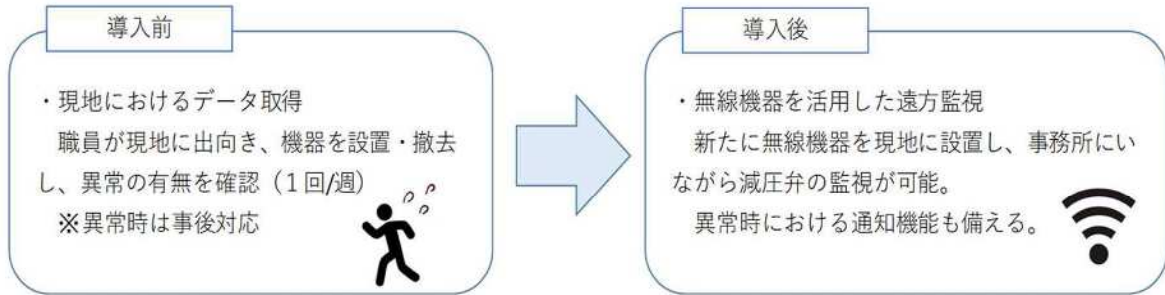 導入前
・現地におけるデータ取得
職員が現地に出向き、機器を設置・撤去
し、異常の有無を確認（１回/週）
※異常時は事後対応
導入後
・無線機器を活用した遠方監視
新たに無線機器を現地に設置し、事務所にい
ながら減圧弁の監視が可能。
異常時における通知機能も備える。